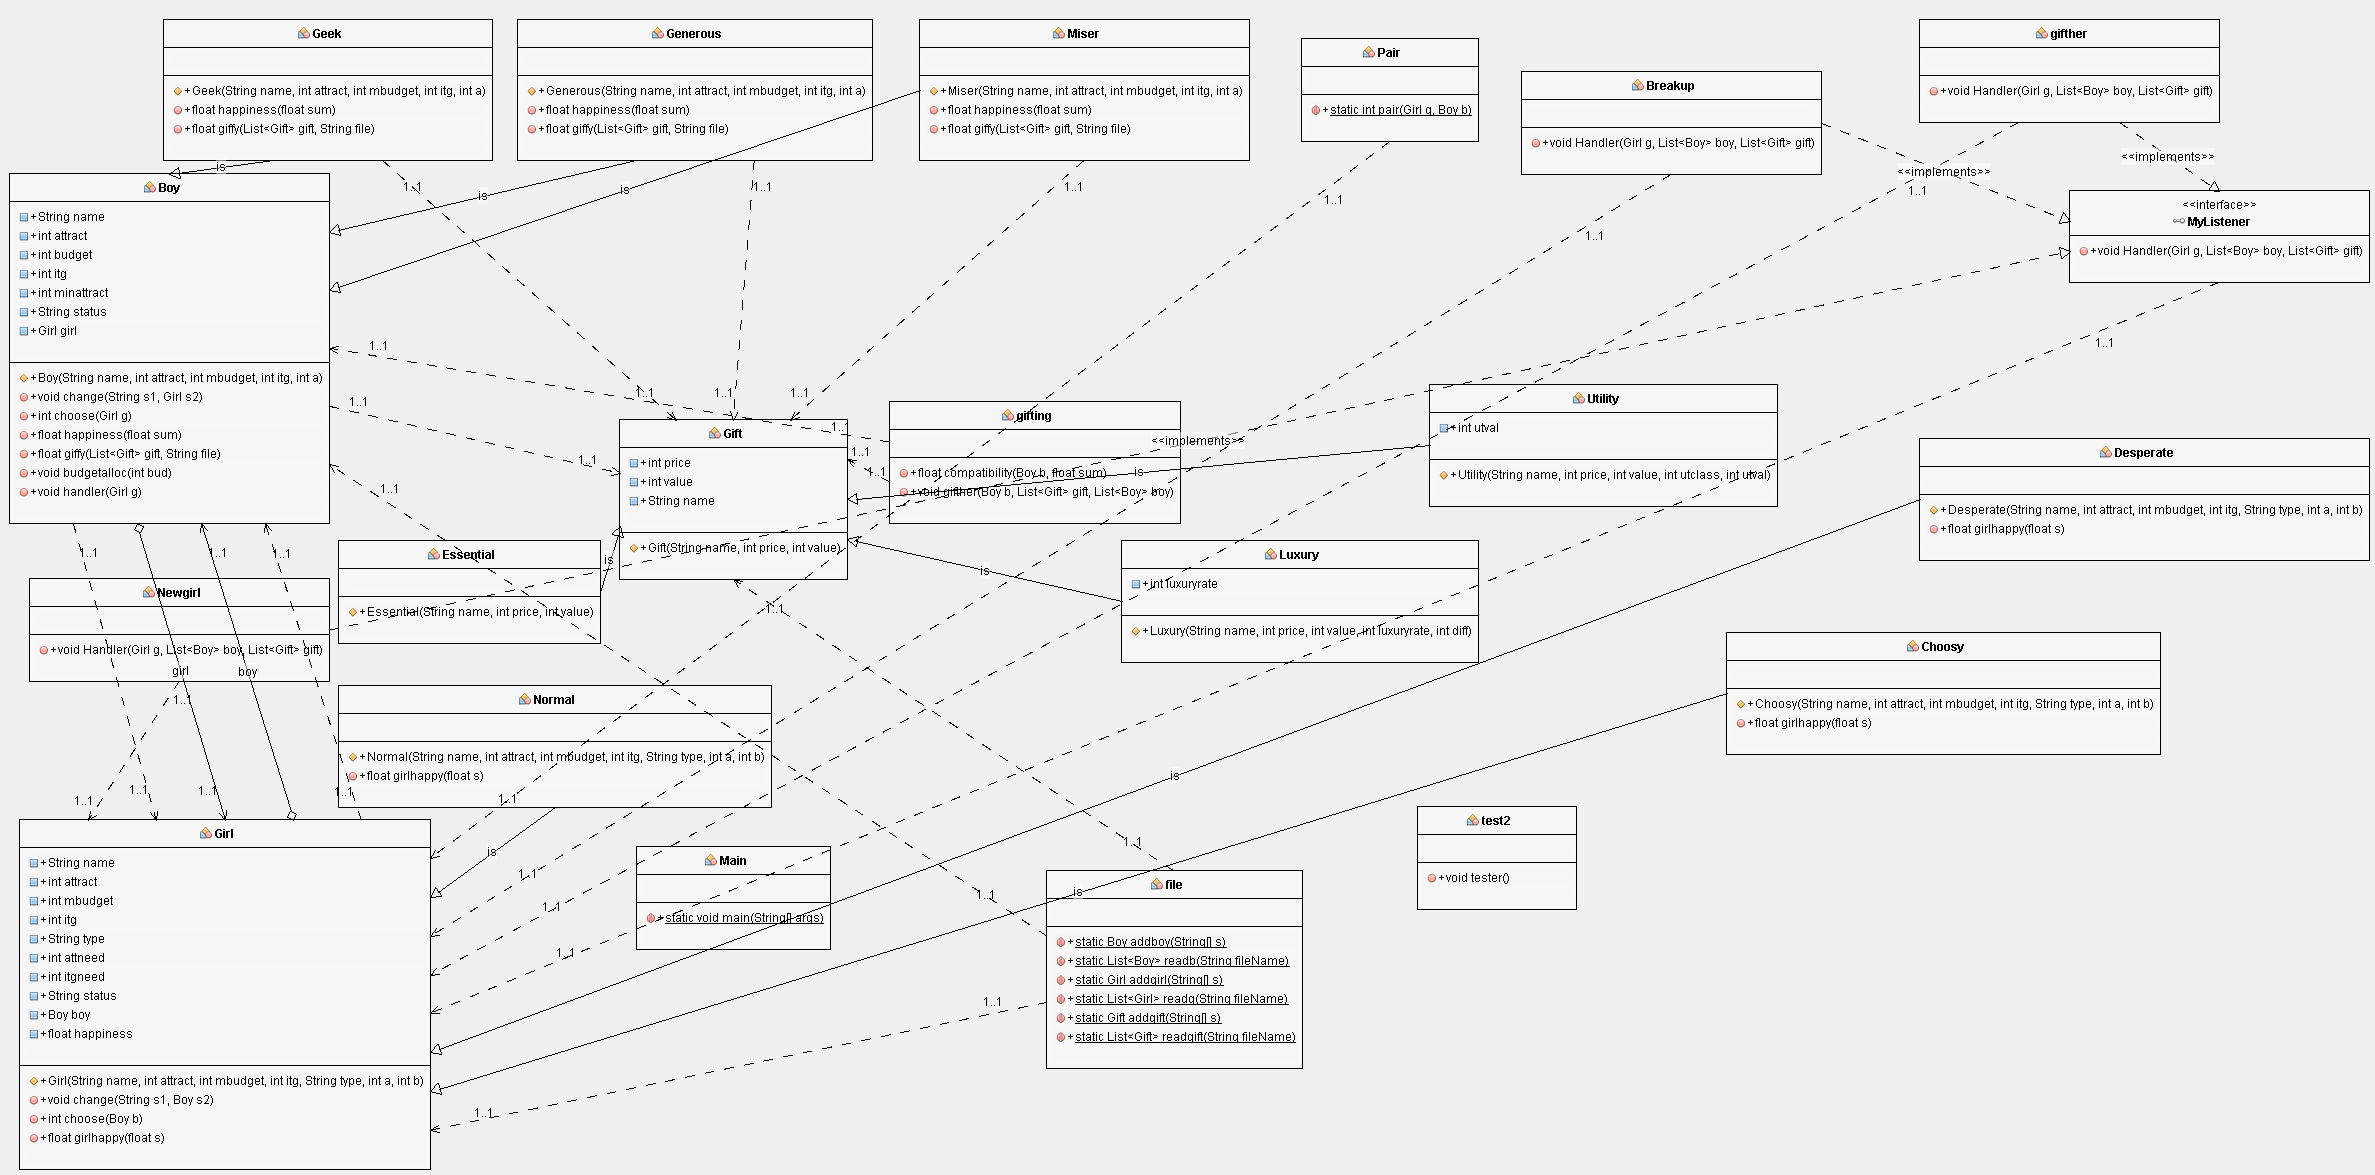 Geek
+Geek(String name, int attract, int mbudget, int itg, int a)
+float happiness(float sum)
+float giffy(List<Gift> gift, String file)
Generous
+Generous(String name, int attract, int mbudget, int itg, int a)
+float happiness(float sum)
+float giffy(List<Gift> gift, String file)
Miser
+Miser(String name, int attract, int mbudget, int itg, int a)
+float happiness(float sum)
+float giffy(List<Gift> gift, String file)
Pair
+static int pair(Girl g, Boy b)
Breakup
+void Handler(Girl g, List<Boy> boy, List<Gift> gift)
gifther
+void Handler(Girl g, List<Boy> boy, List<Gift> gift)
<<implements>>
<<implements>>
1..1
<<interface>>
MyListener
+void Handler(Girl g, List<Boy> boy, List<Gift> gift)
is
is
is
1..1
1..1
1..1
1..1
1..1
1..1
Boy
+String name
+int attract
+int budget
+int itg
+int minattract
+String status
+Girl girl
+Boy(String name, int attract, int mbudget, int itg, int a)
+void change(String s1, Girl s2)
+int choose(Girl g)
+float happiness(float sum)
+float giffy(List<Gift> gift, String file)
+void budgetalloc(int bud)
+void handler(Girl g)
1..1
1..1
1..1
1..1
1..1
1..1
1..1
1..1
1..1
1..1
Gift
+int price
+int value
+String name
+Gift(String name, int price, int value)
gifting
+float compatibility(Boy b, float sum)
+void gifther(Boy b, List<Gift> gift, List<Boy> boy)
<<implements>>
is
Utility
+int utval
+Utility(String name, int price, int value, int utclass, int utval)
Desperate
+Desperate(String name, int attract, int mbudget, int itg, String type, int a, int b)
+float girlhappy(float s)
1..1
1..1
1..1
Essential
+Essential(String name, int price, int value)
is
is
1..1
Luxury
+int luxuryrate
+Luxury(String name, int price, int value, int luxuryrate, int diff)
Newgirl
+void Handler(Girl g, List<Boy> boy, List<Gift> gift)
girl
boy
1..1
Choosy
+Choosy(String name, int attract, int mbudget, int itg, String type, int a, int b)
+float girlhappy(float s)
Normal
+Normal(String name, int attract, int mbudget, int itg, String type, int a, int b)
+float girlhappy(float s)
is
1..1
1..1
1..1
1..1
1..1
Girl
+String name
+int attract
+int mbudget
+int itg
+String type
+int attneed
+int itgneed
+String status
+Boy boy
+float happiness
+Girl(String name, int attract, int mbudget, int itg, String type, int a, int b)
+void change(String s1, Boy s2)
+int choose(Boy b)
+float girlhappy(float s)
is
1..1
1..1
1..1
Main
+static void main(String[] args)
1..1
1..1
is
1..1
1..1
file
+static Boy addboy(String[] s)
+static List<Boy> readb(String fileName)
+static Girl addgirl(String[] s)
+static List<Girl> readg(String fileName)
+static Gift addgift(String[] s)
+static List<Gift> readgift(String fileName)
test2
+void tester()